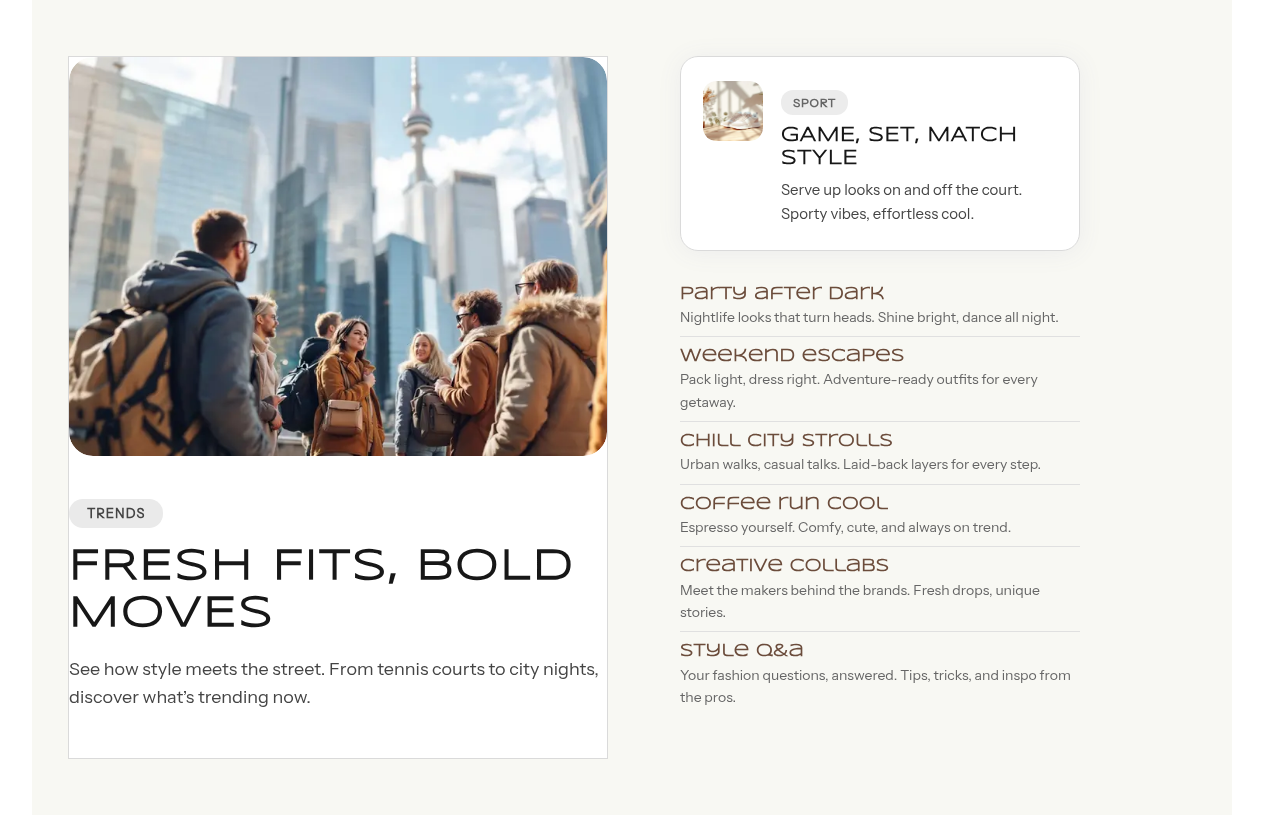 TRENDS
FRESH FITS, BOLD
MOVES
See how style meets the street. From tennis courts to city nights,
discover what’s trending now.
SPORT
GAME, SET, MATCH
STYLE
Serve up looks on and off the court.
Sporty vibes, effortless cool.
Party After Dark
Nightlife looks that turn heads. Shine bright, dance all night.
Weekend Escapes
Pack light, dress right. Adventure-ready outfits for every
getaway.
Chill City Strolls
Urban walks, casual talks. Laid-back layers for every step.
Coffee Run Cool
Espresso yourself. Comfy, cute, and always on trend.
Creative Collabs
Meet the makers behind the brands. Fresh drops, unique
stories.
Style Q&A
Your fashion questions, answered. Tips, tricks, and inspo from
the pros.